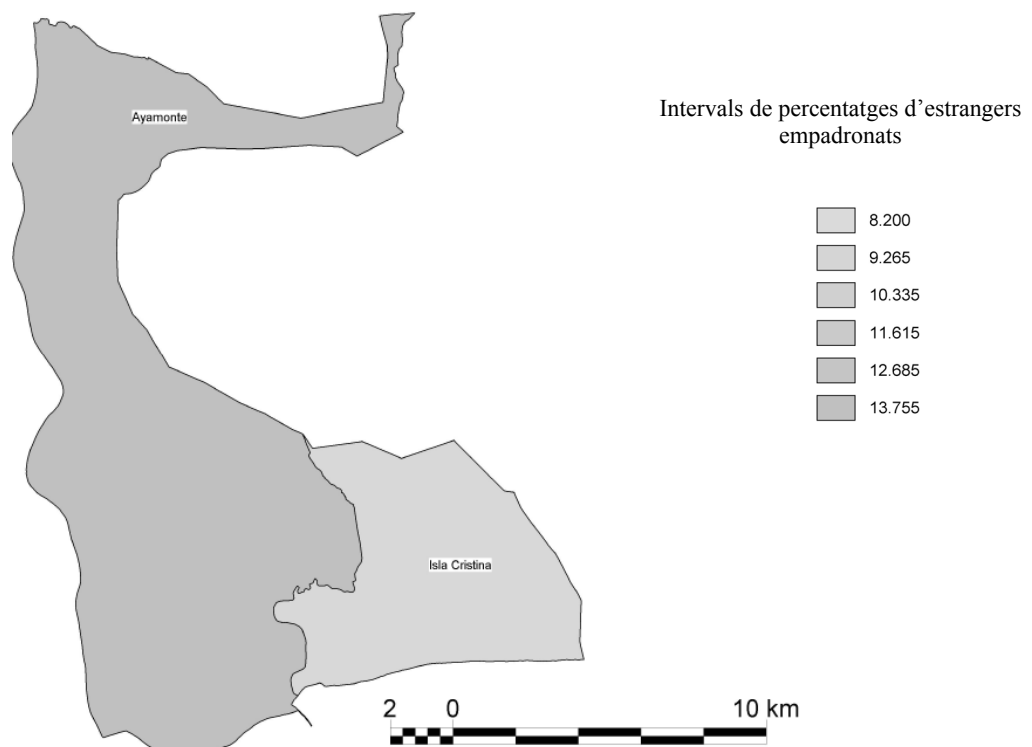 Ayamonte
Intervals de percentatges d’estrangers
empadronats
8.200
9.265
10.335
11.615
12.685
13.755
Isla Cristina
2 0 10 km